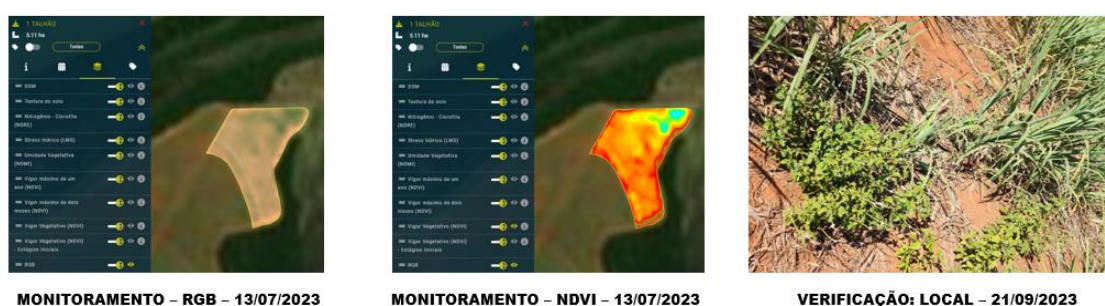 1 TALHÃO
5.11 ha
Todas
DSM
Textura do solo
Nitrogênio - Clorofila
(NDRE)
Stress hídrico (LWS)
Umidade Vegetativa
(NDMI)
Vigor máximo de um
ano (NDVI)
Vigor máximo de dois
meses (NDVI)
Vigor Vegetativo (NDVI)
Vigor Vegetativo (NDVI)
- Estágios Iniciais
RGB
MONITORAMENTO – RGB – 13/07/2023
1 TALHÃO
5.11 ha
Todas
DSM
Textura do solo
Nitrogênio - Clorofila
(NDRE)
Stress hídrico (LWS)
Umidade Vegetativa
(NDMI)
Vigor máximo de um
ano (NDVI)
Vigor máximo de dois
meses (NDVI)
Vigor Vegetativo (NDVI)
Vigor Vegetativo (NDVI)
- Estágios Iniciais
RGB
MONITORAMENTO – NDVI – 13/07/2023
VERIFICAÇÃO: LOCAL – 21/09/2023